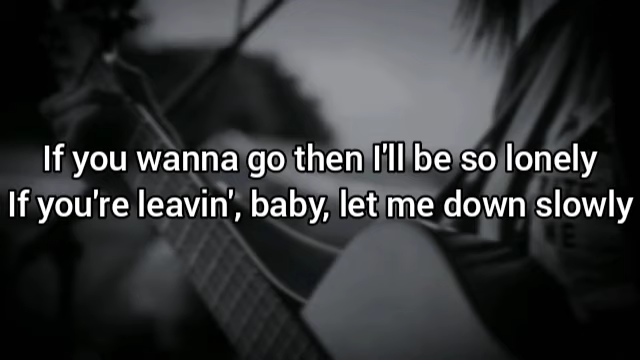 If you wanna go then I'll be so lonely
If you're leavin', baby, let me down slowly